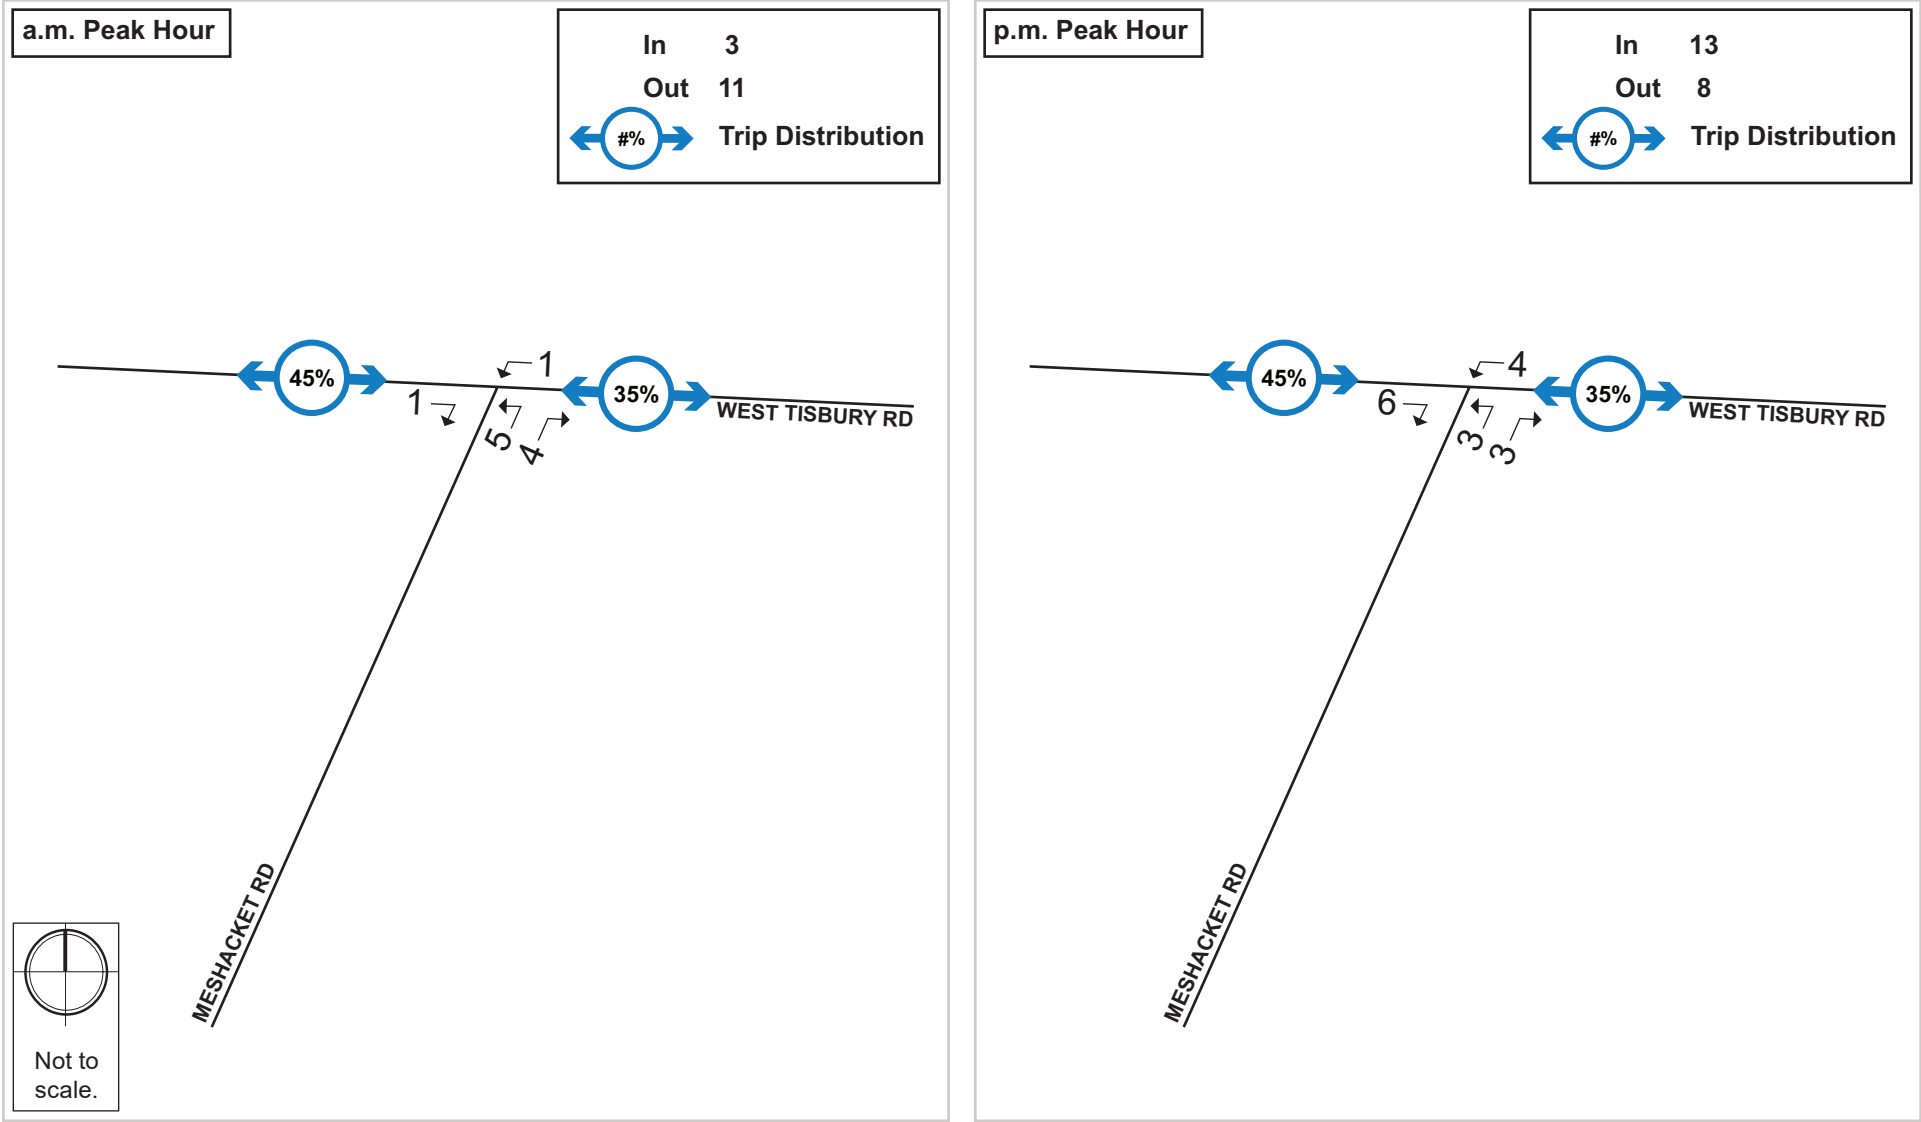 a.m. Peak Hour
In 3
Out 11
#% Trip Distribution
45%
1
1
35%
5
4
WEST TISBURY RD
MESHACKET RD
Not to
scale.
p.m. Peak Hour
In 13
Out 8
#% Trip Distribution
45%
4
6
35%
3
3
WEST TISBURY RD
MESHACKET RD